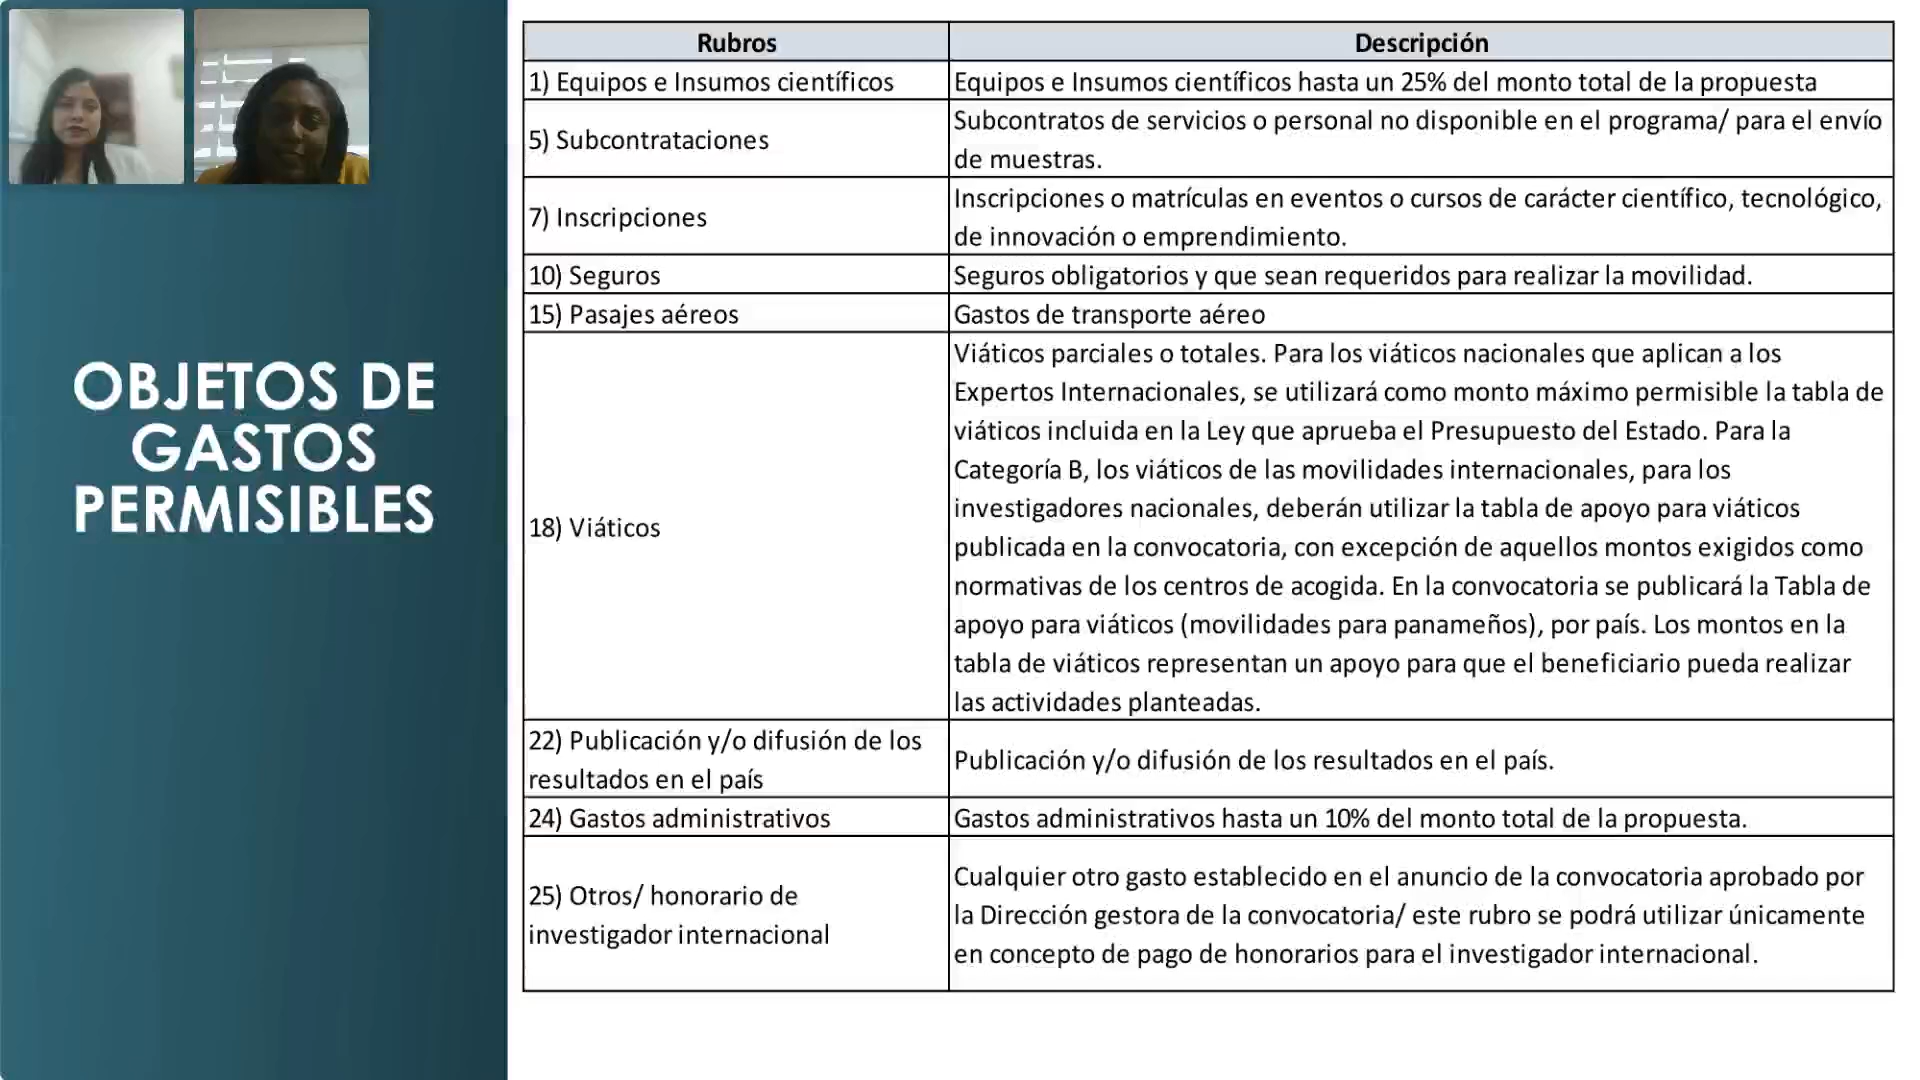 OBJETOS DE
GASTOS
PERMISIBLES
Rubros
Descripción
1) Equipos e Insumos científicos
Equipos e Insumos científicos hasta un 25% del monto total de la propuesta
5) Subcontrataciones
Subcontratos de servicios o personal no disponible en el programa/ para el envío
de muestras.
7) Inscripciones
Inscripciones o matrículas en eventos o cursos de carácter científico, tecnológico,
de innovación o emprendimiento.
10) Seguros
Seguros obligatorios y que sean requeridos para realizar la movilidad.
15) Pasajes aéreos
Gastos de transporte aéreo
18) Viáticos
Viáticos parciales o totales. Para los viáticos nacionales que aplican a los
Expertos Internacionales, se utilizará como monto máximo permisible la tabla de
viáticos incluida en la Ley que aprueba el Presupuesto del Estado. Para la
Categoría B, los viáticos de las movilidades internacionales, para los
investigadores nacionales, deberán utilizar la tabla de apoyo para viáticos
publicada en la convocatoria, con excepción de aquellos montos exigidos como
normativas de los centros de acogida. En la convocatoria se publicará la Tabla de
apoyo para viáticos (movilidades para panameños), por país. Los montos en la
tabla de viáticos representan un apoyo para que el beneficiario pueda realizar
las actividades planteadas.
22) Publicación y/o difusión de los
resultados en el país
Publicación y/o difusión de los resultados en el país.
24) Gastos administrativos
Gastos administrativos hasta un 10% del monto total de la propuesta.
25) Otros/ honorario de
investigador internacional
Cualquier otro gasto establecido en el anuncio de la convocatoria aprobado por
la Dirección gestora de la convocatoria/ este rubro se podrá utilizar únicamente
en concepto de pago de honorarios para el investigador internacional.